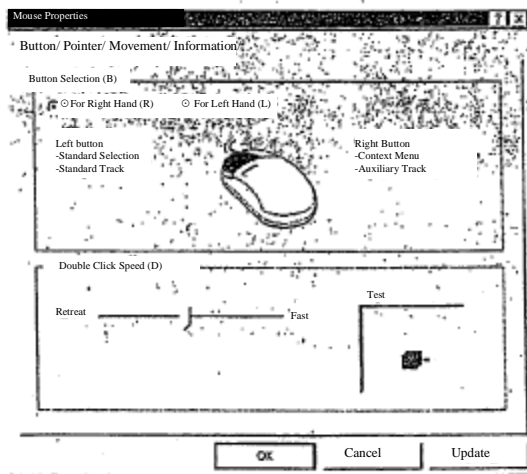 Mouse Properties
Button/ Pointer/ Movement/ Information
Button Selection (B)
For Right Hand (R)
For Left Hand (L)
Left button
-Standard Selection
-Standard Track
Right Button
-Context Menu
-Auxiliary Track
Double Click Speed (D)
Retreat
Fast
Test
OK
Cancel
Update